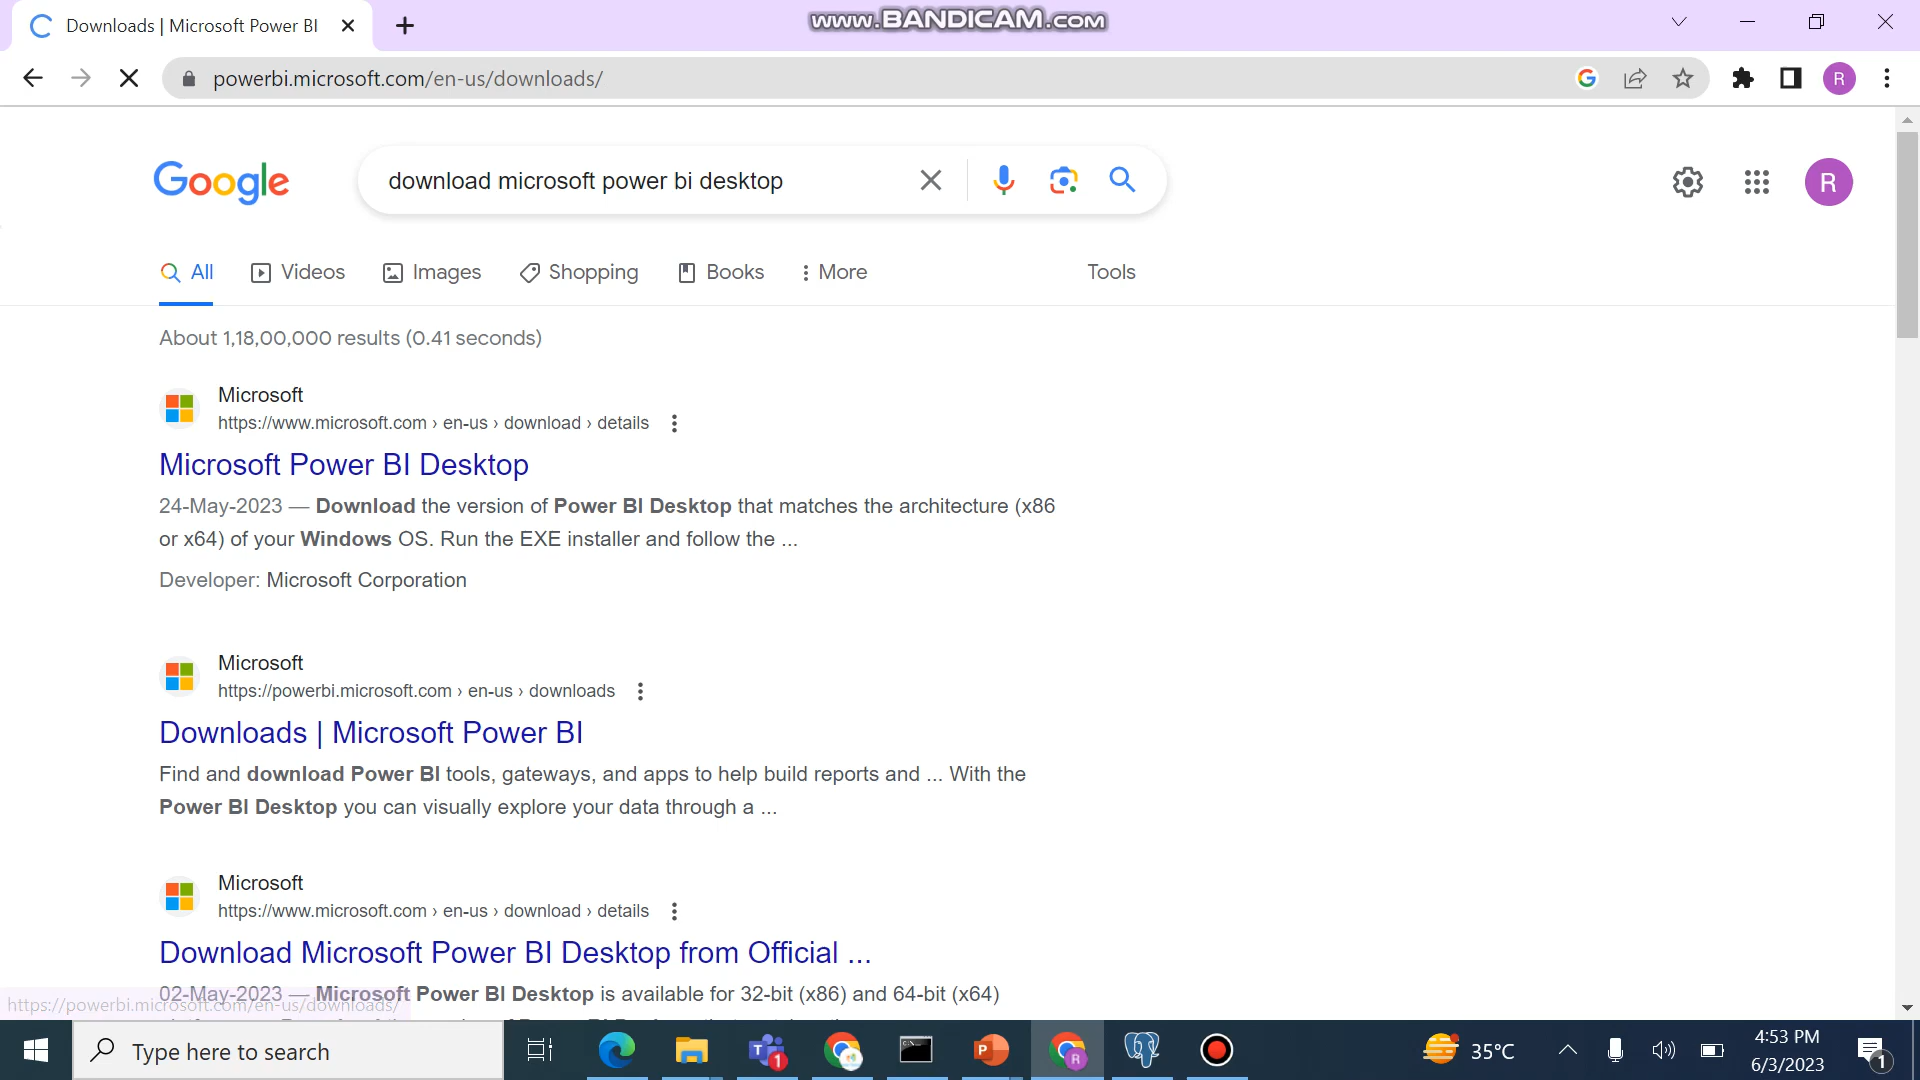 Downloads | Microsoft Power BI
www.BANDICAM.com
powerbi.microsoft.com/en-us/downloads/
R
Google
download microsoft power bi desktop
R
All
Videos
Images
Shopping
Books
More
Tools
About 1,18,00,000 results (0.41 seconds)
Microsoft
https://www.microsoft.com › en-us › download › details
Microsoft Power BI Desktop
24-May-2023 — Download the version of Power BI Desktop that matches the architecture (x86
or x64) of your Windows OS. Run the EXE installer and follow the ...
Developer: Microsoft Corporation
Microsoft
https://powerbi.microsoft.com › en-us › downloads
Downloads | Microsoft Power BI
Find and download Power BI tools, gateways, and apps to help build reports and ... With the
Power BI Desktop you can visually explore your data through a ...
Microsoft
https://www.microsoft.com › en-us › download › details
Download Microsoft Power BI Desktop from Official ...
02-May-2023 — Microsoft Power BI Desktop is available for 32-bit (x86) and 64-bit (x64)
https://powerbi.microsoft.com/en-us/downloads/
Type here to search
T
1
P
R
35°C
4:53 PM
6/3/2023
1